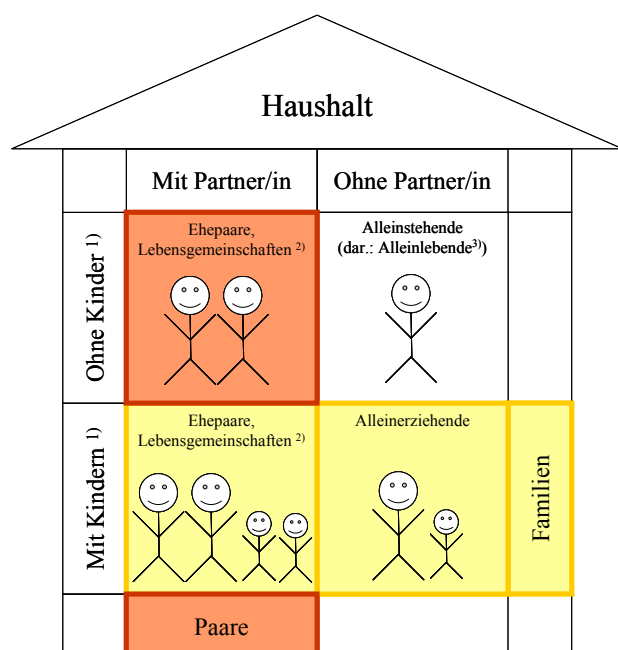 Haushalt
Mit Partner/in
Ohne Partner/in
Ohne Kinder 1)
Ehepaare,
Lebensgemeinschaften 2)
Alleinstehende
(dar.: Alleinlebende3))
Mit Kindern 1)
Ehepaare,
Lebensgemeinschaften 2)
Alleinerziehende
Familien
Paare